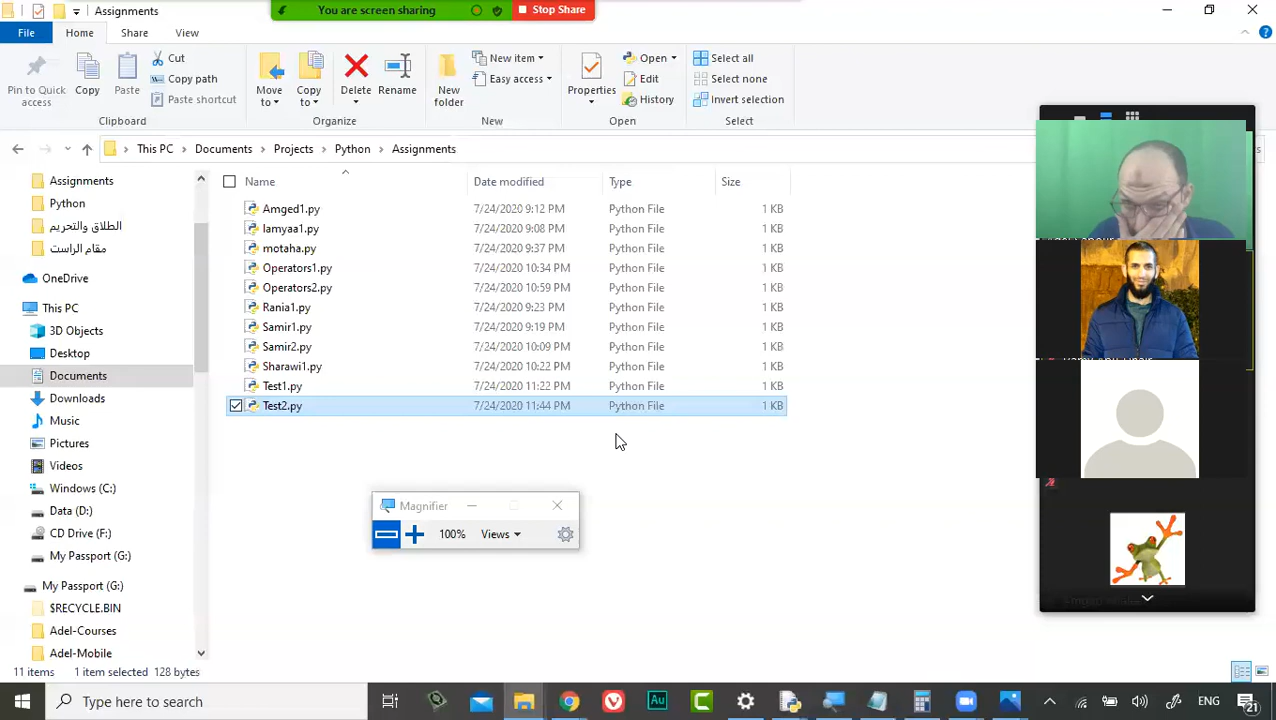 Assignments
You are screen sharing
Stop Share
File
Home
Share
View
Pin to Quick access
Copy
Paste
Cut
Copy path
Paste shortcut
Clipboard
Move to
Copy to
Delete
Rename
Organize
New folder
New item
Easy access
New
Properties
Open
Edit
History
Open
Select all
Select none
Invert selection
Select
This PC
Documents
Projects
Python
Assignments
Assignments
Python
الطلاق والتحريم
مقام الراست
OneDrive
This PC
3D Objects
Desktop
Documents
Downloads
Music
Pictures
Videos
Windows (C:)
Data (D:)
CD Drive (F:)
My Passport (G:)
My Passport (G:)
$RECYCLE.BIN
Adel-Courses
Adel-Mobile
Name Date modified Type Size
Amged1.py 7/24/2020 9:12 PM Python File 1 KB
lamyaa1.py 7/24/2020 9:08 PM Python File 1 KB
motaha.py 7/24/2020 9:37 PM Python File 1 KB
Operators1.py 7/24/2020 10:34 PM Python File 1 KB
Operators2.py 7/24/2020 10:59 PM Python File 1 KB
Rania1.py 7/24/2020 9:23 PM Python File 1 KB
Samir1.py 7/24/2020 9:19 PM Python File 1 KB
Samir2.py 7/24/2020 10:09 PM Python File 1 KB
Sharawi1.py 7/24/2020 10:22 PM Python File 1 KB
Test1.py 7/24/2020 11:22 PM Python File 1 KB
Test2.py 7/24/2020 11:44 PM Python File 1 KB
Magnifier
100%
Views
11 items 1 item selected 128 bytes
Type here to search
Au
ENG
21